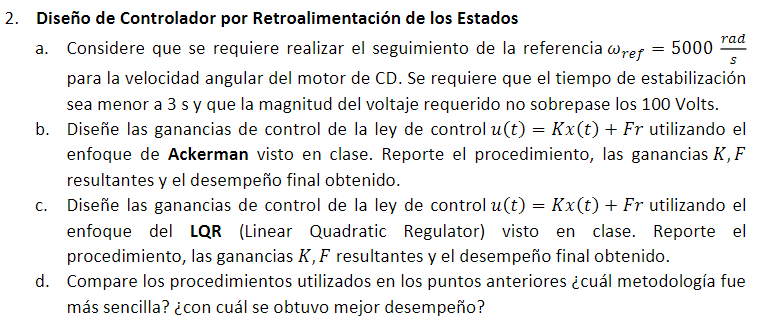 2. Diseño de Controlador por Retroalimentación de los Estados
a. Considere que se requiere realizar el seguimiento de la referencia ω_ref = 5000 rad/s
para la velocidad angular del motor de CD. Se requiere que el tiempo de estabilización
sea menor a 3 s y que la magnitud del voltaje requerido no sobrepase los 100 Volts.
b. Diseñe las ganancias de control de la ley de control u(t) = Kx(t) + Fr utilizando el
enfoque de Ackerman visto en clase. Reporte el procedimiento, las ganancias K, F
resultantes y el desempeño final obtenido.
c. Diseñe las ganancias de control de la ley de control u(t) = Kx(t) + Fr utilizando el
enfoque del LQR (Linear Quadratic Regulator) visto en clase. Reporte el
procedimiento, las ganancias K, F resultantes y el desempeño final obtenido.
d. Compare los procedimientos utilizados en los puntos anteriores ¿cuál metodología fue
más sencilla? ¿con cuál se obtuvo mejor desempeño?